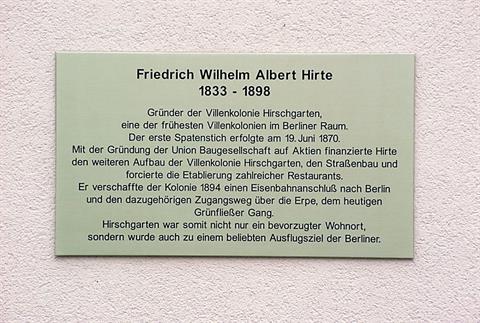 Friedrich Wilhelm Albert Hirte
1833 - 1898
Gründer der Villenkolonie Hirschgarten,
eine der frühesten Villenkolonien im Berliner Raum.
Der erste Spatenstich erfolgte am 19. Juni 1870.
Mit der Gründung der Union Baugesellschaft auf Aktien finanzierte Hirte
den weiteren Aufbau der Villenkolonie Hirschgarten, den Straßenbau und
forcierte die Etablierung zahlreicher Restaurants.
Er verschaffte der Kolonie 1894 einen Eisenbahnanschluß nach Berlin
und den dazugehörigen Zugangsweg über die Erpe, dem heutigen
Grünfließer Gang.
Hirschgarten war somit nicht nur ein bevorzugter Wohnort,
sondern wurde auch zu einem beliebten Ausflugsziel der Berliner.